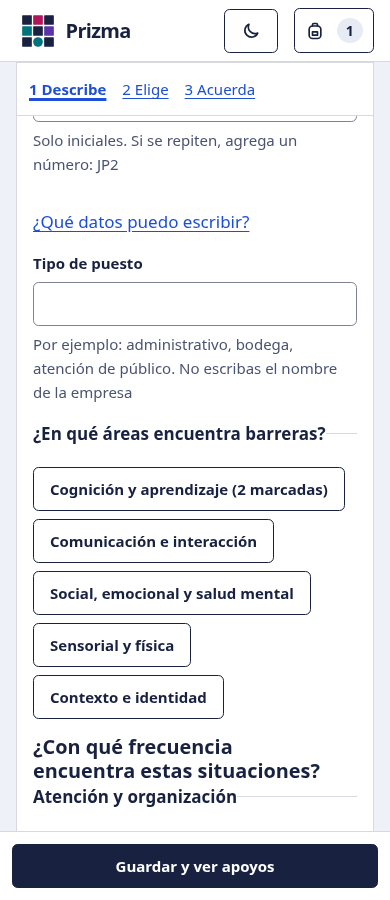 Prizma
1
1 Describe 2 Elige 3 Acuerda
Solo iniciales. Si se repiten, agrega un
número: JP2
¿Qué datos puedo escribir?
Tipo de puesto
Por ejemplo: administrativo, bodega,
atención de público. No escribas el nombre
de la empresa
¿En qué áreas encuentra barreras?
Cognición y aprendizaje (2 marcadas)
Comunicación e interacción
Social, emocional y salud mental
Sensorial y física
Contexto e identidad
¿Con qué frecuencia
encuentra estas situaciones?
Atención y organización
Guardar y ver apoyos